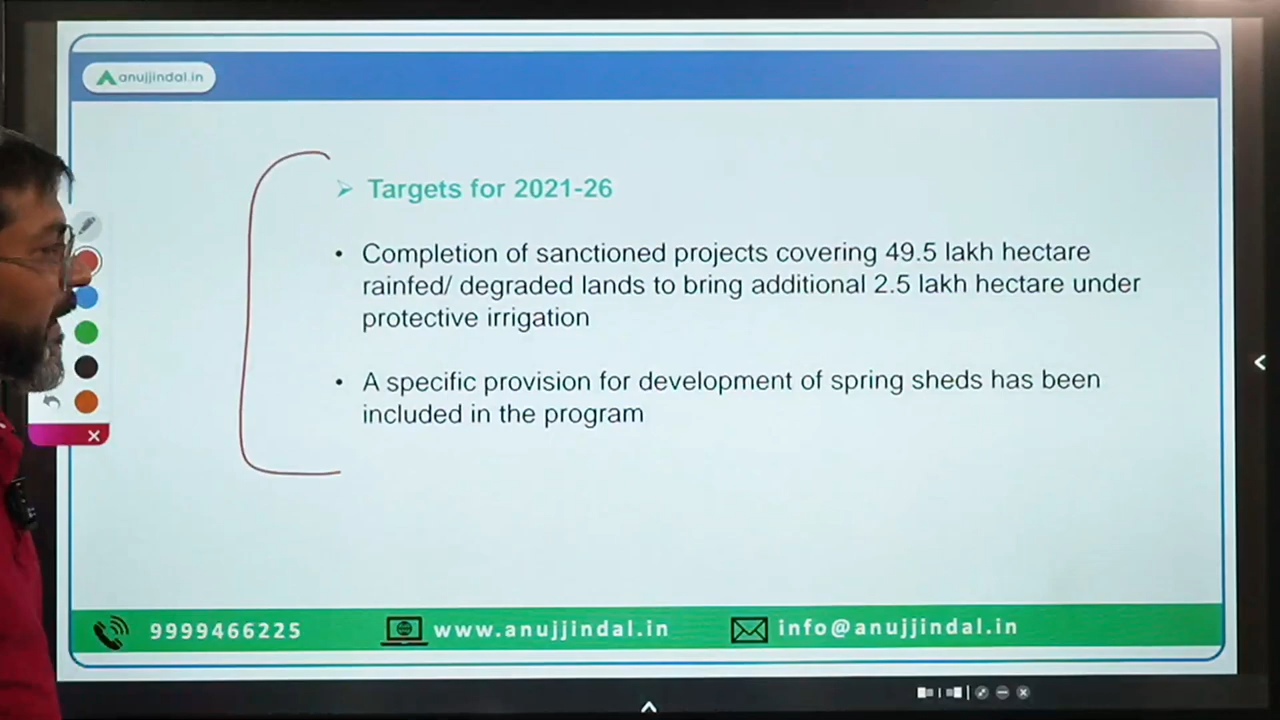 anujjindal.in
➢ Targets for 2021-26
• Completion of sanctioned projects covering 49.5 lakh hectare
rainfed/ degraded lands to bring additional 2.5 lakh hectare under
protective irrigation
• A specific provision for development of spring sheds has been
included in the program
9999466225 www.anujjindal.in info@anujjindal.in